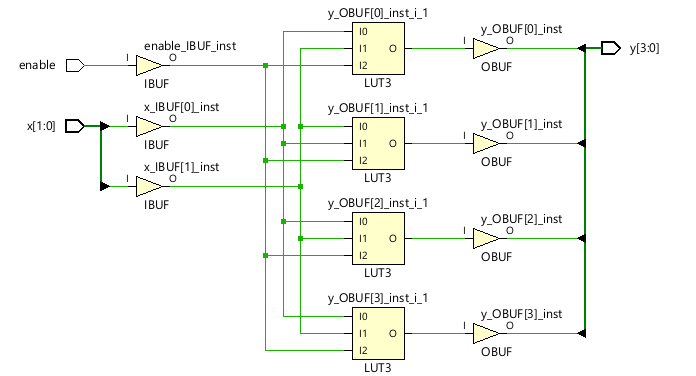 y_OBUF[0]_inst_i_1
y_OBUF[0]_inst
I0
I1
I2
O
I
O
LUT3
OBUF
y[3:0]
enable
enable_IBUF_inst
I
O
IBUF
x[1:0]
x_IBUF[0]_inst
I
O
IBUF
x_IBUF[1]_inst
I
O
IBUF
y_OBUF[1]_inst_i_1
y_OBUF[1]_inst
I0
I1
I2
O
I
O
LUT3
OBUF
y_OBUF[2]_inst_i_1
y_OBUF[2]_inst
I0
I1
I2
O
I
O
LUT3
OBUF
y_OBUF[3]_inst_i_1
y_OBUF[3]_inst
I0
I1
I2
O
I
O
LUT3
OBUF